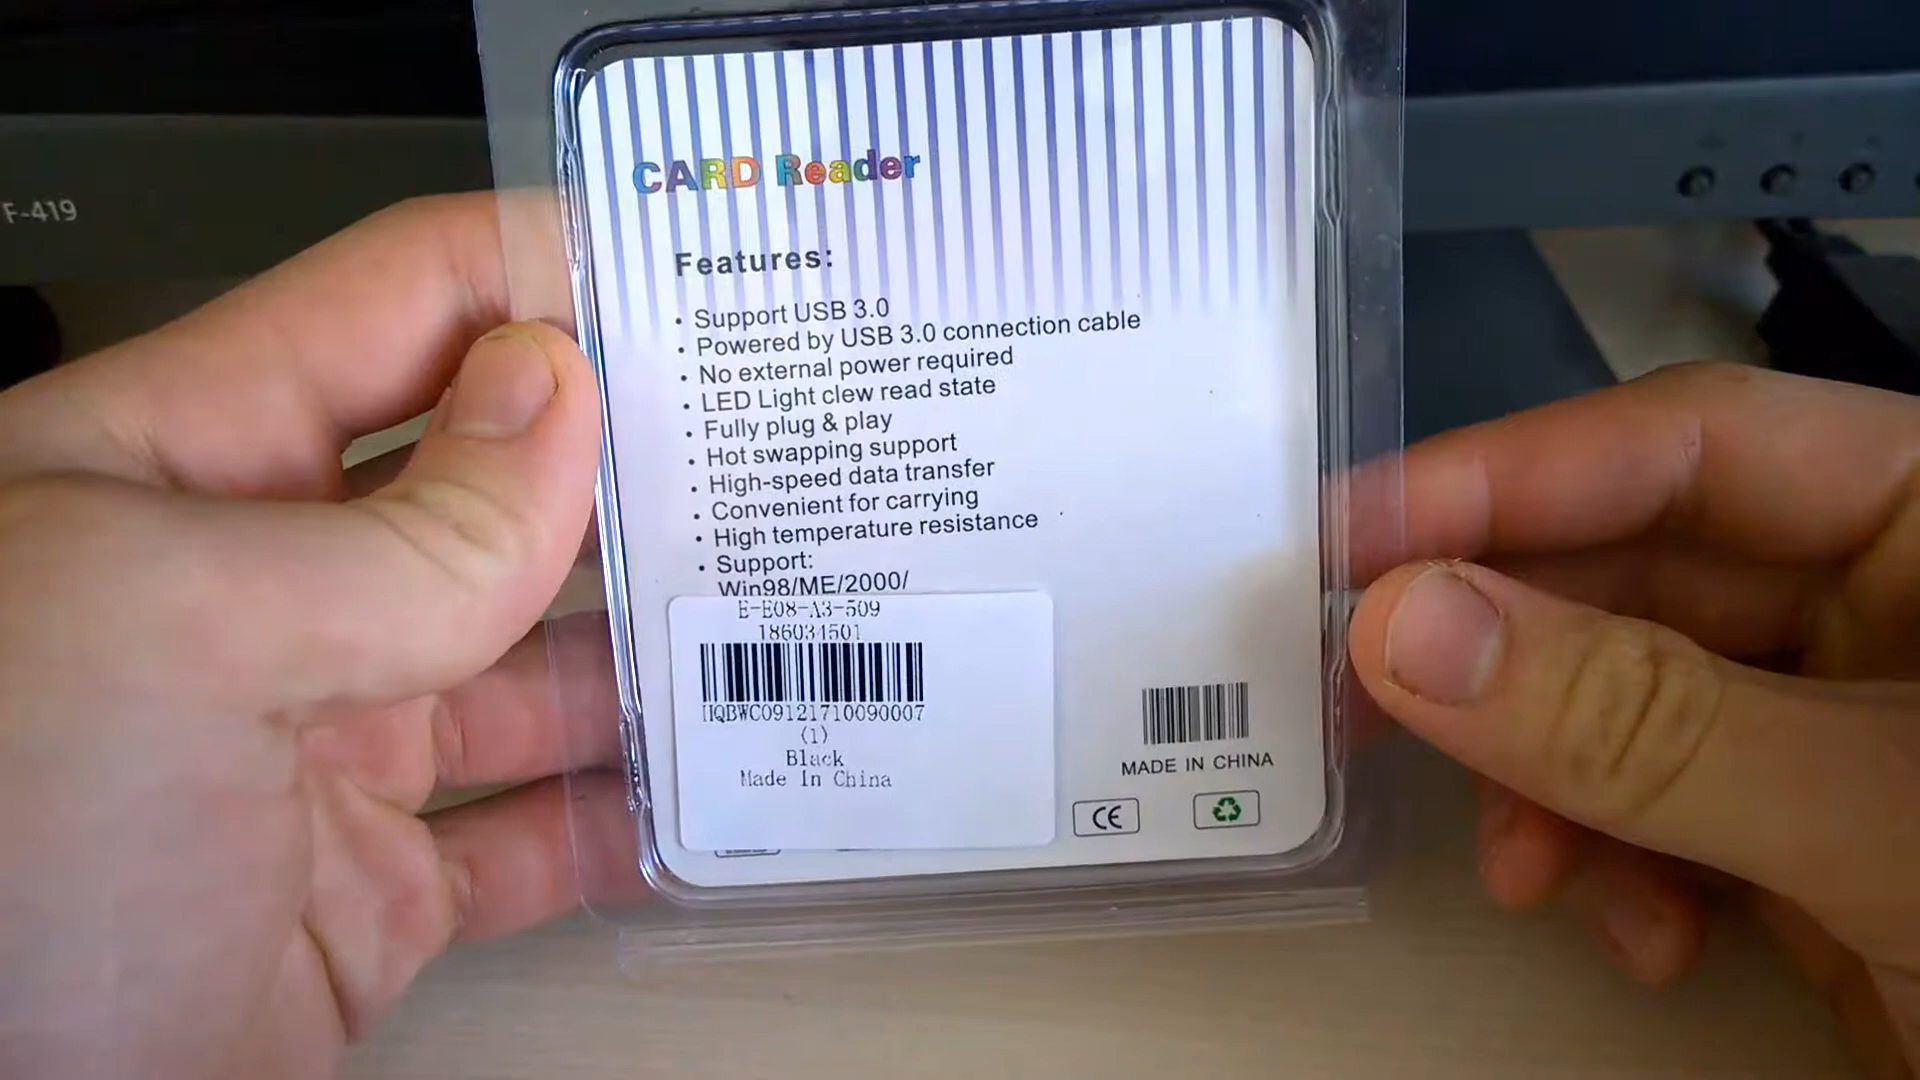 F-419
CARD Reader
Features:
• Support USB 3.0
• Powered by USB 3.0 connection cable
• No external power required
• LED Light clew read state
• Fully plug & play
• Hot swapping support
• High-speed data transfer
• Convenient for carrying
• High temperature resistance
• Support:
Win98/ME/2000/
E-E08-A3-509
186034501
HQBWC09121710090007
(1)
Black
Made In China
MADE IN CHINA
CE